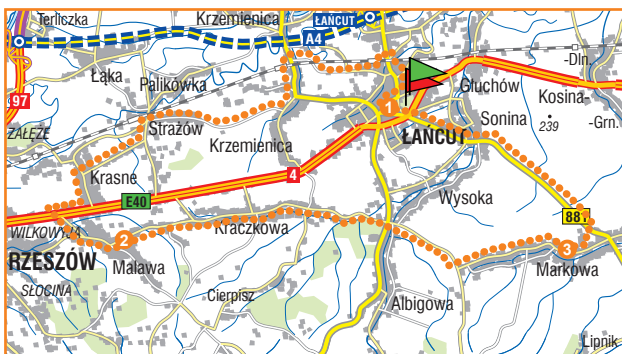 Terliczka
Krzemienica
ŁAŃCUT
A4
Łąka
Palikówka
-Dln.
97
Głuchów
Kosina-
ZAŁĘŻE
Strażów
1
Sonina
239
-Grn.
Krzemienica
ŁAŃCUT
Krasne
4
E40
Wysoka
881
WILKOWYJA
2
Kraczkowa
3
RZESZÓW
Malawa
Markowa
SŁOCINA
Cierpisz
Albigowa
Lipnik